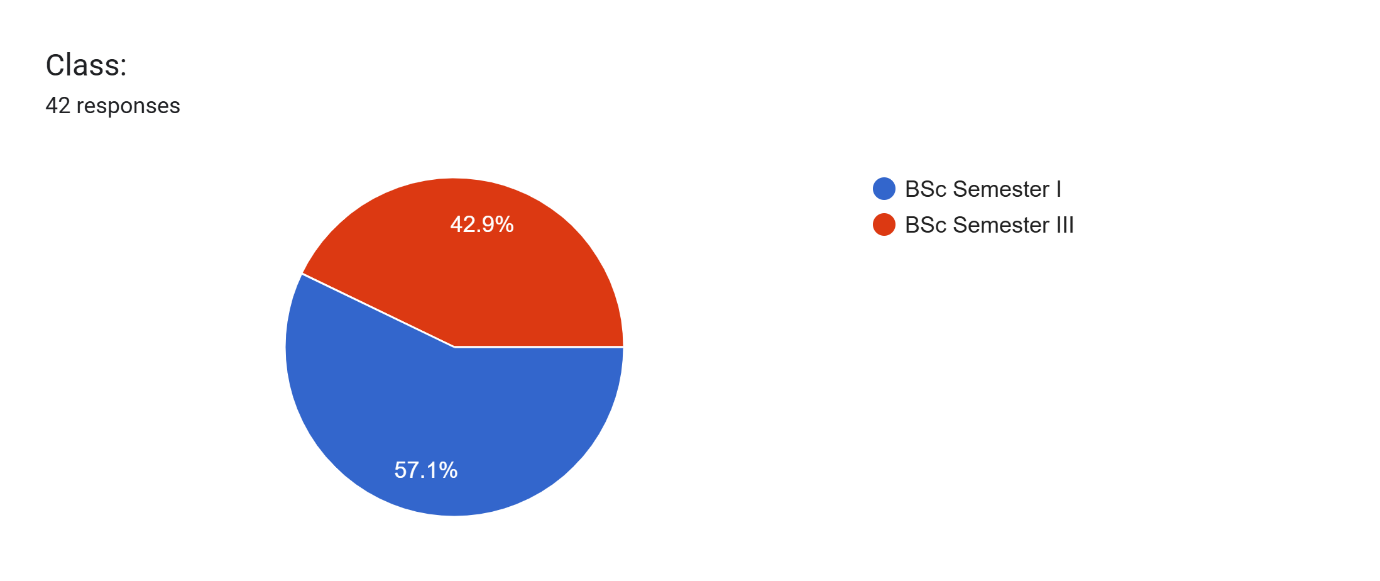 Class:
42 responses
BSc Semester I
BSc Semester III
42.9%
57.1%